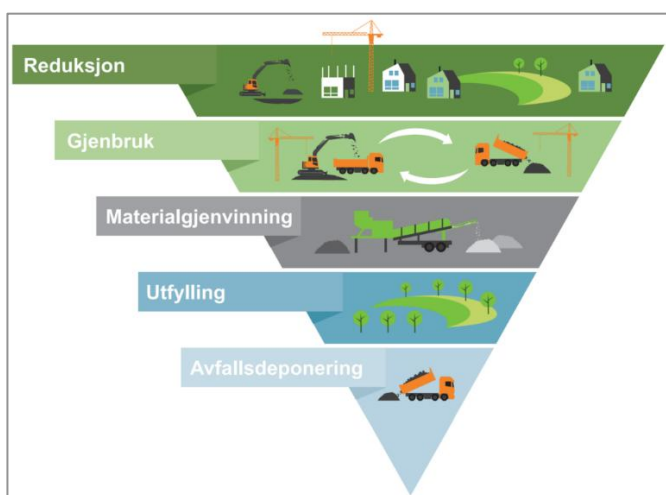 Reduksjon
Gjenbruk
Materialgjenvinning
Utfylling
Avfallsdeponering